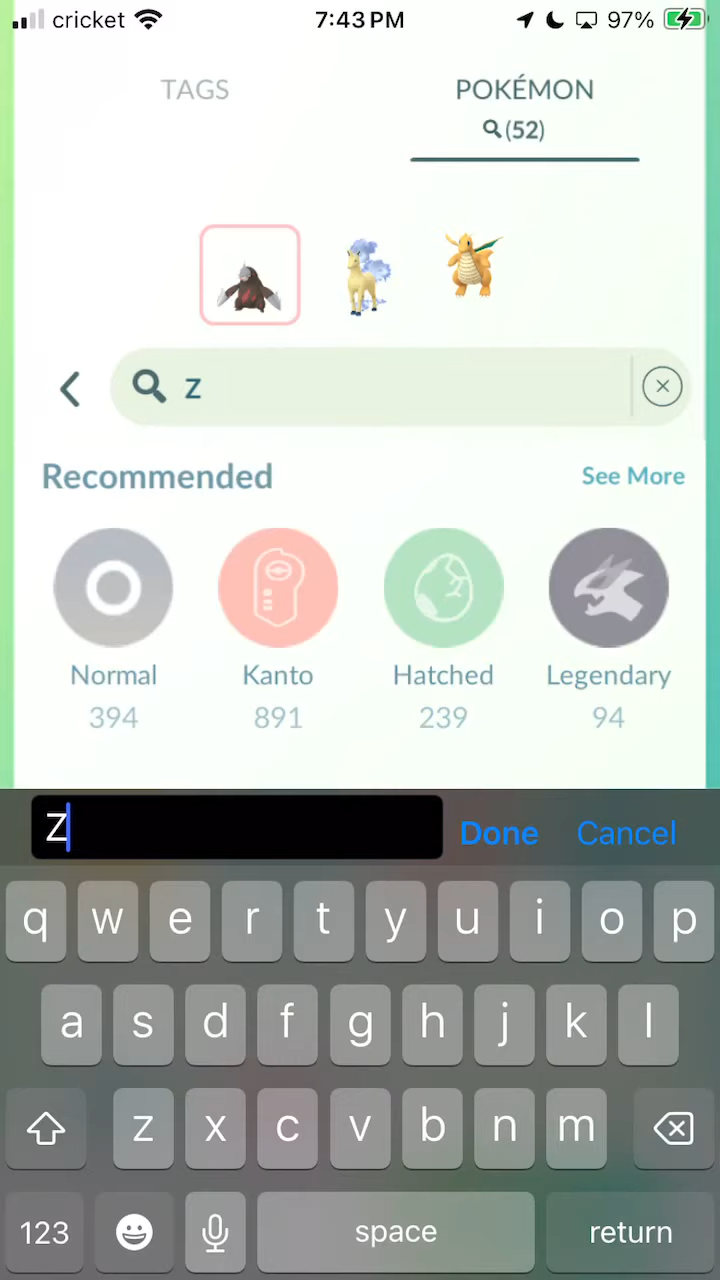 cricket 7:43 PM 97%
TAGS POKÉMON
(52)
Z
Recommended See More
Normal Kanto Hatched Legendary
394 891 239 94
Z Done Cancel
q w e r t y u i o p
a s d f g h j k l
z x c v b n m
123 space return